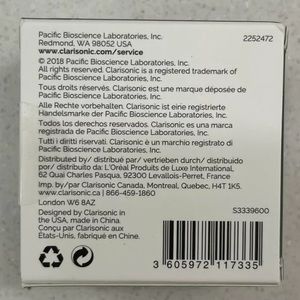 Pacific Bioscience Laboratories, Inc.
Redmond, WA 98052 USA
www.clarisonic.com/service
2252472
© 2018 Pacific Bioscience Laboratories, Inc.
All rights reserved. Clarisonic is a registered trademark of
Pacific Bioscience Laboratories, Inc.
Tous droits réservés. Clarisonic est une marque déposée de
Pacific Bioscience Laboratories, Inc.
Alle Rechte vorbehalten. Clarisonic ist eine registrierte
Handelsmarke der Pacific Bioscience Laboratories, Inc.
Todos los derechos reservados. Clarisonic es una marca
registrada de Pacific Bioscience Laboratories, Inc.
Tutti i diritti riservati. Clarisonic è un marchio registrato di
Pacific Bioscience Laboratories, Inc.
Distributed by/ distribué par/ vertrieben durch/ distribuido
por/ distribuito da: L'Oréal Produits de Luxe International,
62 Quai Charles Pasqua, 92300 Levallois-Perret, France
Imp. by/par Clarisonic Canada, Montreal, Quebec, H4T 1K5.
clarisonic.ca | 866-459-1860
London W6 8AZ
Designed by Clarisonic in
the USA, made in China.
Conçu par Clarisonic aux
États-Unis, fabriqué en Chine.
S3339600
3 605972 117335